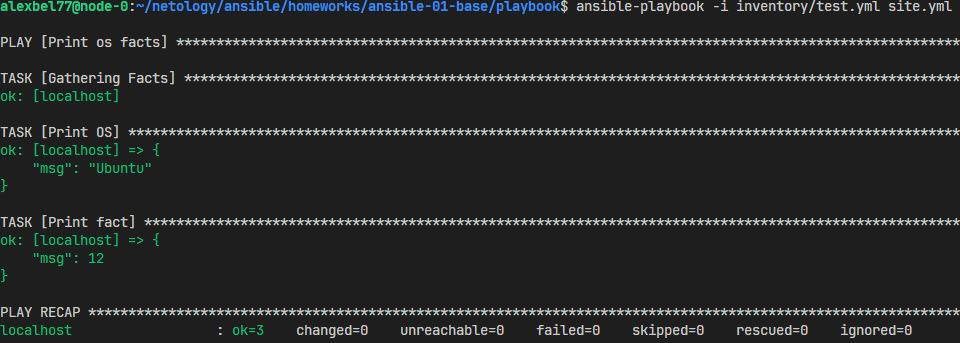 alexbel77@node-0:~/netology/ansible/homeworks/ansible-01-base/playbook$ ansible-playbook -i inventory/test.yml site.yml
PLAY [Print os facts] *************************************************************************************************
TASK [Gathering Facts] ************************************************************************************************
ok: [localhost]
TASK [Print OS] *******************************************************************************************************
ok: [localhost] => {
    "msg": "Ubuntu"
}
TASK [Print fact] *****************************************************************************************************
ok: [localhost] => {
    "msg": 12
}
PLAY RECAP ************************************************************************************************************
localhost                  : ok=3    changed=0    unreachable=0    failed=0    skipped=0    rescued=0    ignored=0